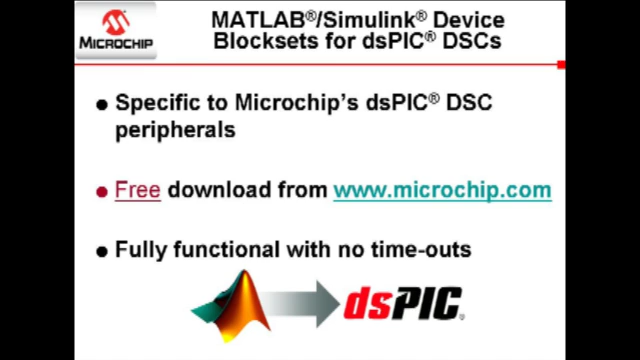 MICROCHIP
MATLAB®/Simulink® Device
Blocksets for dsPIC® DSCs
● Specific to Microchip's dsPIC® DSC
peripherals
● Free download from www.microchip.com
● Fully functional with no time-outs
dsPIC®